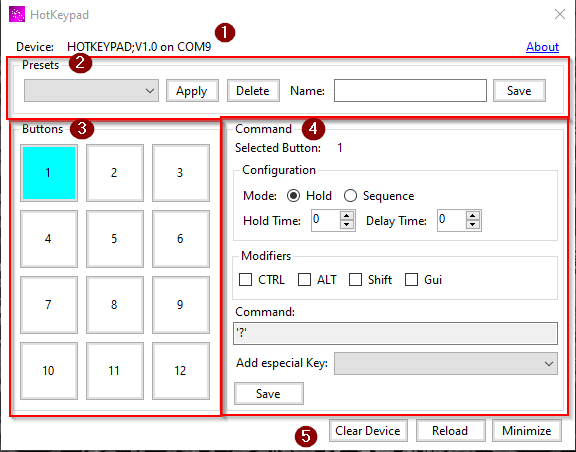 HotKeypad
1
Device: HOTKEYPAD;V1.0 on COM9 About
Presets 2
Apply Delete Name: Save
Buttons 3
1 2 3
4 5 6
7 8 9
10 11 12
Command 4
Selected Button: 1
Configuration
Mode: Hold Sequence
Hold Time: 0 Delay Time: 0
Modifiers
CTRL ALT Shift Gui
Command:
'?'
Add especial Key:
Save
5 Clear Device Reload Minimize